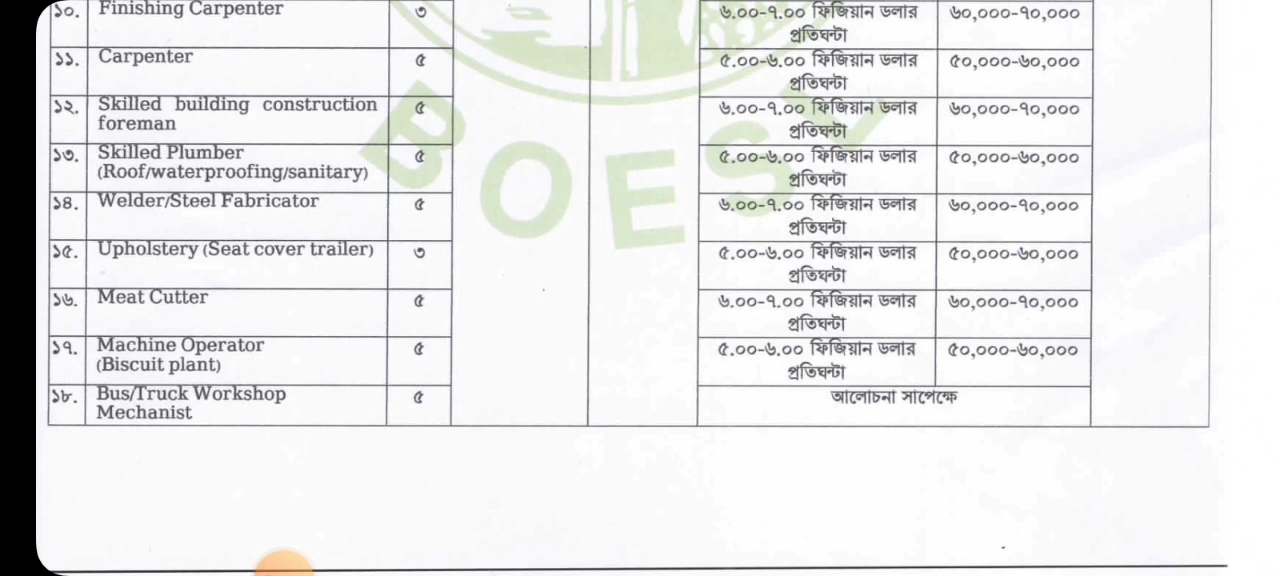 ১০. Finishing Carpenter ৩ ৬.০০-৭.০০ ফিজিয়ান ডলার ৬০,০০০-৭০,০০০
প্রতিঘন্টা
১১. Carpenter ৫ ৫.০০-৬.০০ ফিজিয়ান ডলার ৫০,০০০-৬০,০০০
প্রতিঘন্টা
১২. Skilled building construction ৫ ৬.০০-৭.০০ ফিজিয়ান ডলার ৬০,০০০-৭০,০০০
foreman প্রতিঘন্টা
১৩. Skilled Plumber ৫ ৫.০০-৬.০০ ফিজিয়ান ডলার ৫০,০০০-৬০,০০০
(Roof/waterproofing/sanitary) প্রতিঘন্টা
১৪. Welder/Steel Fabricator ৫ ৬.০০-৭.০০ ফিজিয়ান ডলার ৬০,০০০-৭০,০০০
প্রতিঘন্টা
১৫. Upholstery (Seat cover trailer) ৩ ৫.০০-৬.০০ ফিজিয়ান ডলার ৫০,০০০-৬০,০০০
প্রতিঘন্টা
১৬. Meat Cutter ৫ ৬.০০-৭.০০ ফিজিয়ান ডলার ৬০,০০০-৭০,০০০
প্রতিঘন্টা
১৭. Machine Operator ৫ ৫.০০-৬.০০ ফিজিয়ান ডলার ৫০,০০০-৬০,০০০
(Biscuit plant) প্রতিঘন্টা
১৮. Bus/Truck Workshop ৫ আলোচনা সাপেক্ষে
Mechanist
BOESL